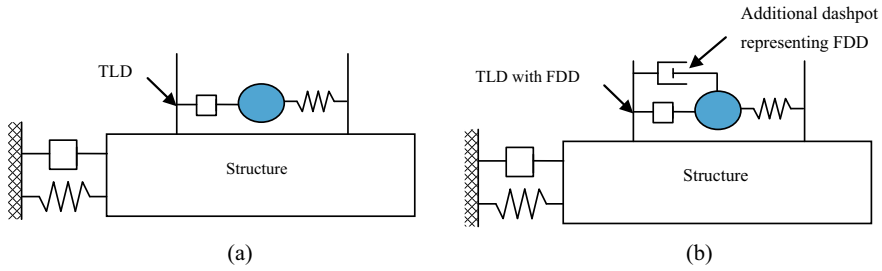 TLD
Structure
(a)
Additional dashpot
representing FDD
TLD with FDD
Structure
(b)